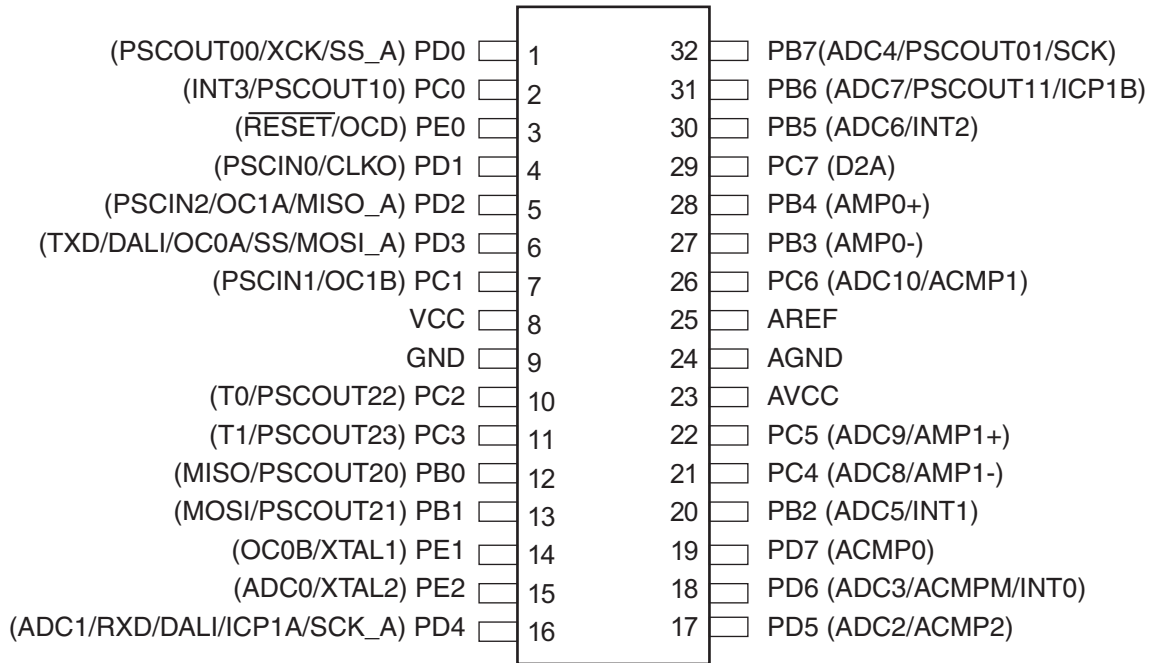 (PSCOUT00/XCK/SS_A) PD0 1 32 PB7(ADC4/PSCOUT01/SCK)
(INT3/PSCOUT10) PC0 2 31 PB6 (ADC7/PSCOUT11/ICP1B)
(RESET/OCD) PE0 3 30 PB5 (ADC6/INT2)
(PSCIN0/CLKO) PD1 4 29 PC7 (D2A)
(PSCIN2/OC1A/MISO_A) PD2 5 28 PB4 (AMP0+)
(TXD/DALI/OC0A/SS/MOSI_A) PD3 6 27 PB3 (AMP0-)
(PSCIN1/OC1B) PC1 7 26 PC6 (ADC10/ACMP1)
VCC 8 25 AREF
GND 9 24 AGND
(T0/PSCOUT22) PC2 10 23 AVCC
(T1/PSCOUT23) PC3 11 22 PC5 (ADC9/AMP1+)
(MISO/PSCOUT20) PB0 12 21 PC4 (ADC8/AMP1-)
(MOSI/PSCOUT21) PB1 13 20 PB2 (ADC5/INT1)
(OC0B/XTAL1) PE1 14 19 PD7 (ACMP0)
(ADC0/XTAL2) PE2 15 18 PD6 (ADC3/ACMPM/INT0)
(ADC1/RXD/DALI/ICP1A/SCK_A) PD4 16 17 PD5 (ADC2/ACMP2)